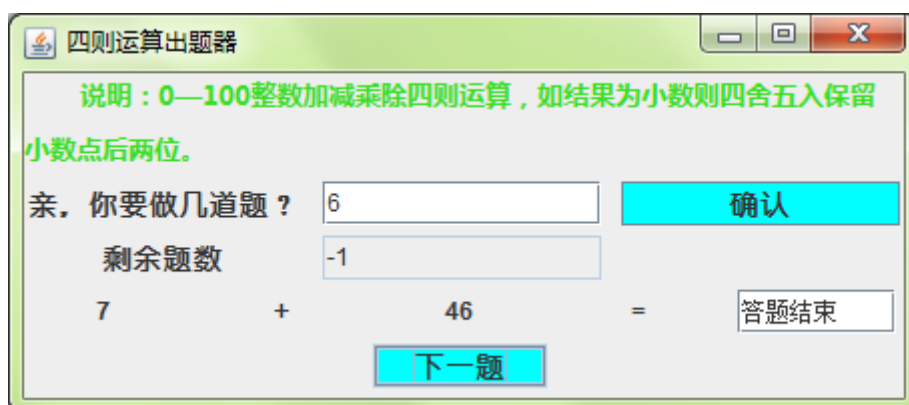 四则运算出题器
说明：0—100整数加减乘除四则运算，如结果为小数则四舍五入保留
小数点后两位。
亲，你要做几道题？ 6 确认
剩余题数 -1
7 + 46 = 答题结束
下一题